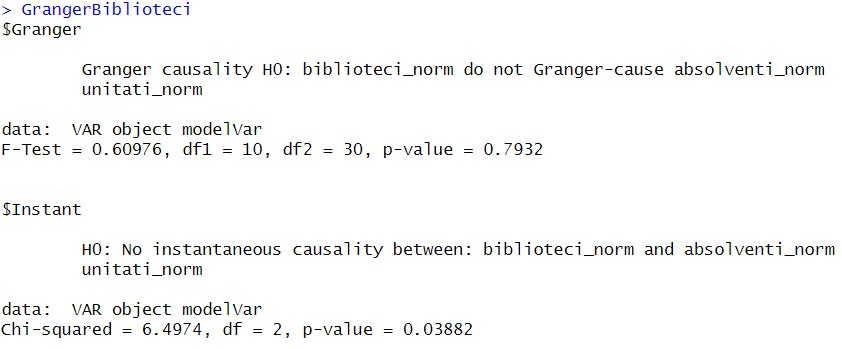 > GrangerBiblioteci
$Granger
Granger causality H0: biblioteci_norm do not Granger-cause absolventi_norm
unitati_norm
data:  VAR object modelVar
F-Test = 0.60976, df1 = 10, df2 = 30, p-value = 0.7932
$Instant
H0: No instantaneous causality between: biblioteci_norm and absolventi_norm
unitati_norm
data:  VAR object modelVar
Chi-squared = 6.4974, df = 2, p-value = 0.03882